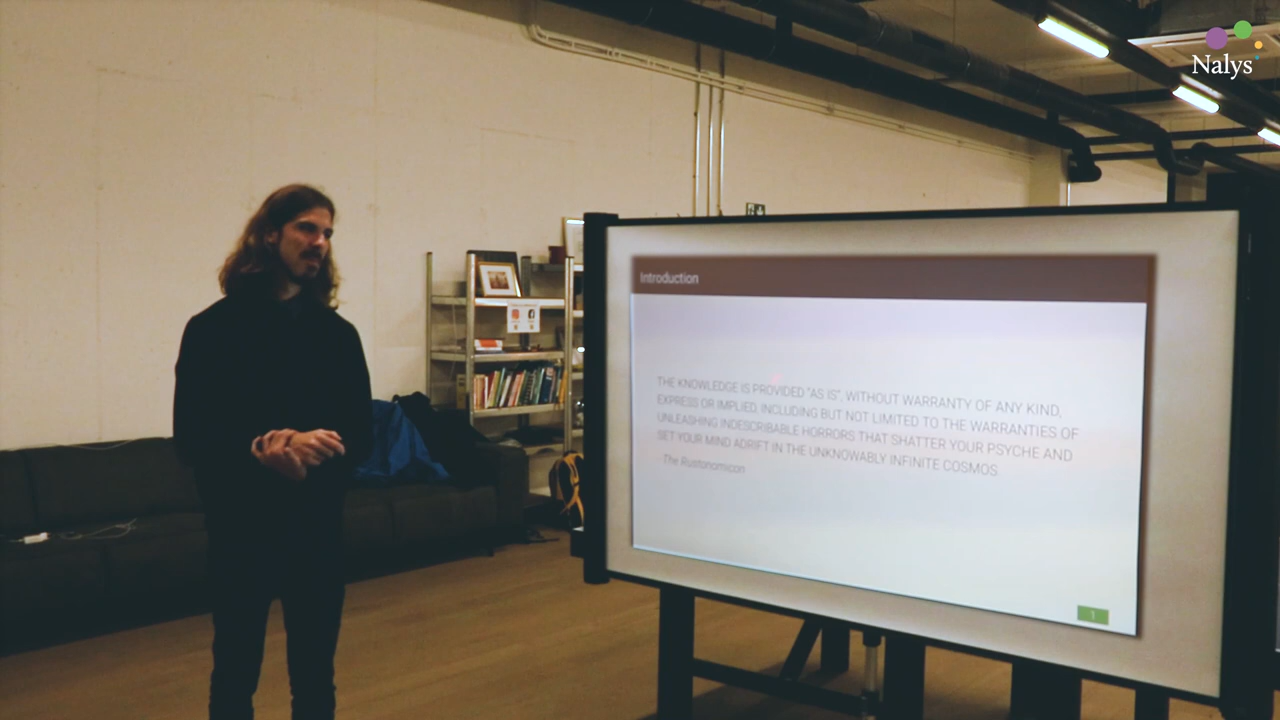 Nalys
Introduction
THE KNOWLEDGE IS PROVIDED "AS IS", WITHOUT WARRANTY OF ANY KIND,
EXPRESS OR IMPLIED, INCLUDING BUT NOT LIMITED TO THE WARRANTIES OF
UNLEASHING INDESCRIBABLE HORRORS THAT SHATTER YOUR PSYCHE AND
SET YOUR MIND ADRIFT IN THE UNKNOWABLY INFINITE COSMOS.
- The Rustonomicon
1